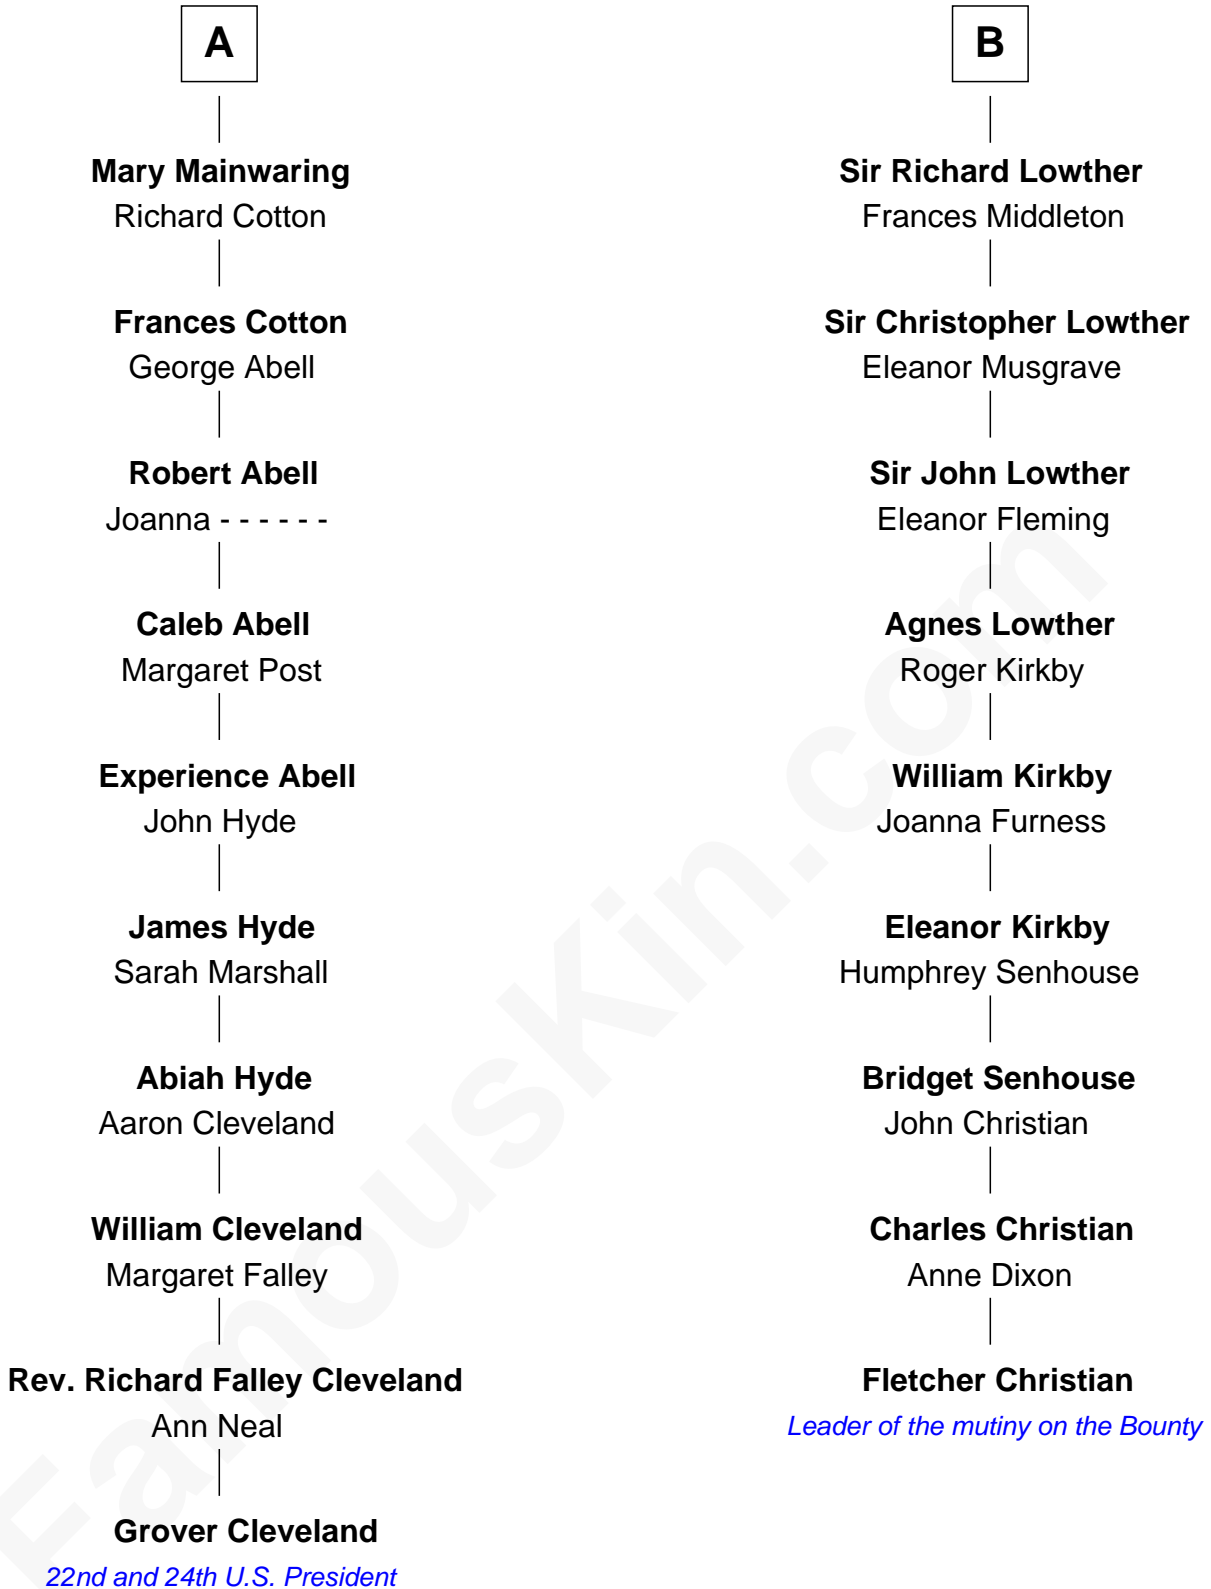 A
Mary Mainwaring
Richard Cotton
Frances Cotton
George Abell
Robert Abell
Joanna - - - - - -
Caleb Abell
Margaret Post
Experience Abell
John Hyde
James Hyde
Sarah Marshall
Abiah Hyde
Aaron Cleveland
William Cleveland
Margaret Falley
Rev. Richard Falley Cleveland
Ann Neal
Grover Cleveland
22nd and 24th U.S. President
B
Sir Richard Lowther
Frances Middleton
Sir Christopher Lowther
Eleanor Musgrave
Sir John Lowther
Eleanor Fleming
Agnes Lowther
Roger Kirkby
William Kirkby
Joanna Furness
Eleanor Kirkby
Humphrey Senhouse
Bridget Senhouse
John Christian
Charles Christian
Anne Dixon
Fletcher Christian
Leader of the mutiny on the Bounty
FamousKin.com